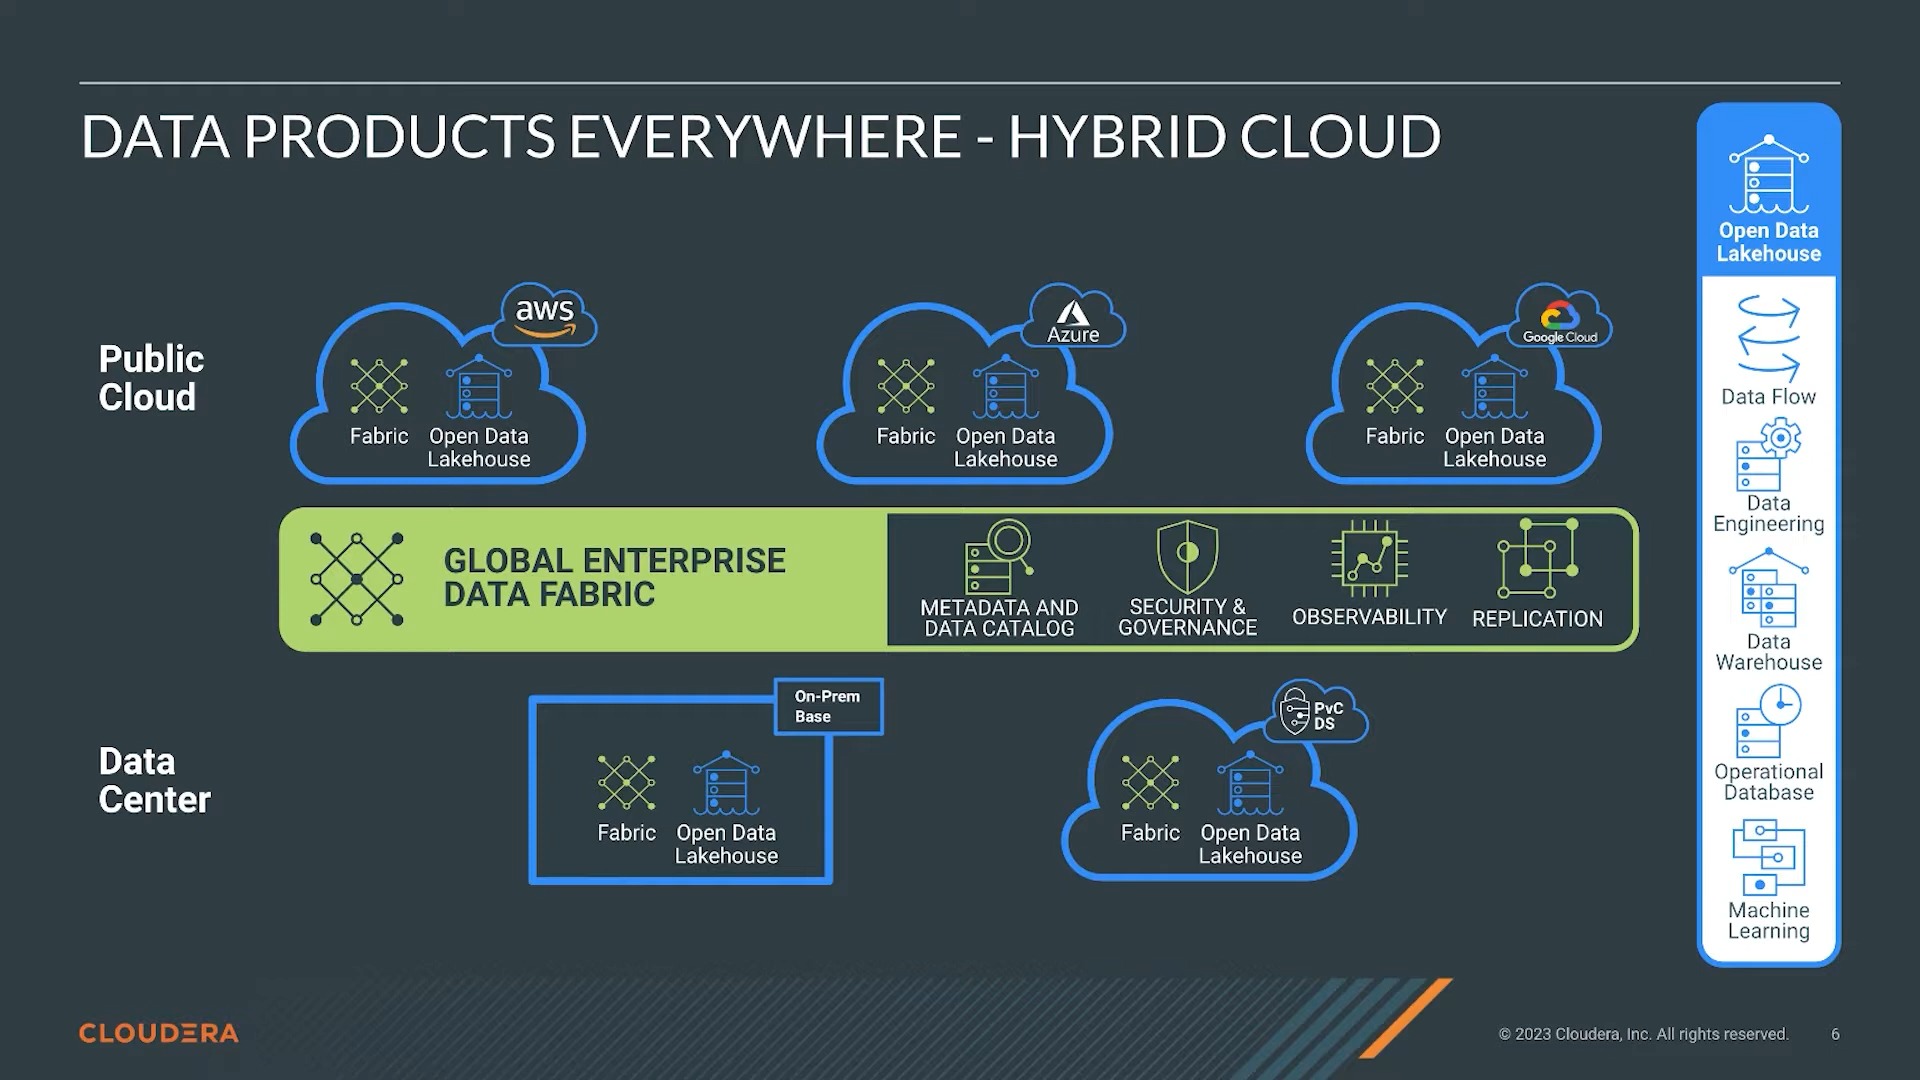 DATA PRODUCTS EVERYWHERE - HYBRID CLOUD
Public
Cloud
aws
Fabric
Open Data
Lakehouse
Azure
Fabric
Open Data
Lakehouse
Google Cloud
Fabric
Open Data
Lakehouse
GLOBAL ENTERPRISE
DATA FABRIC
METADATA AND
DATA CATALOG
SECURITY &
GOVERNANCE
OBSERVABILITY
REPLICATION
Data
Center
On-Prem
Base
Fabric
Open Data
Lakehouse
PvC
DS
Fabric
Open Data
Lakehouse
Open Data
Lakehouse
Data Flow
Data
Engineering
Data
Warehouse
Operational
Database
Machine
Learning
CLOUDERA
© 2023 Cloudera, Inc. All rights reserved.
6